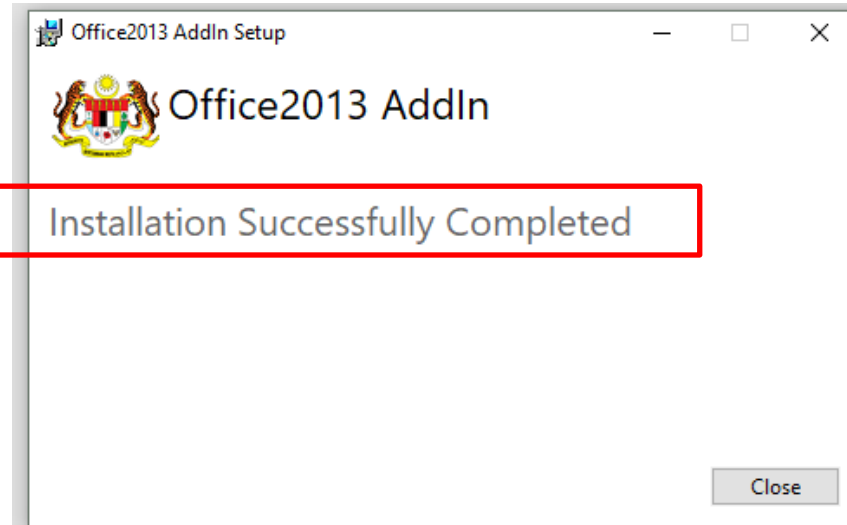 Office2013 AddIn Setup
Office2013 AddIn
Installation Successfully Completed
Close